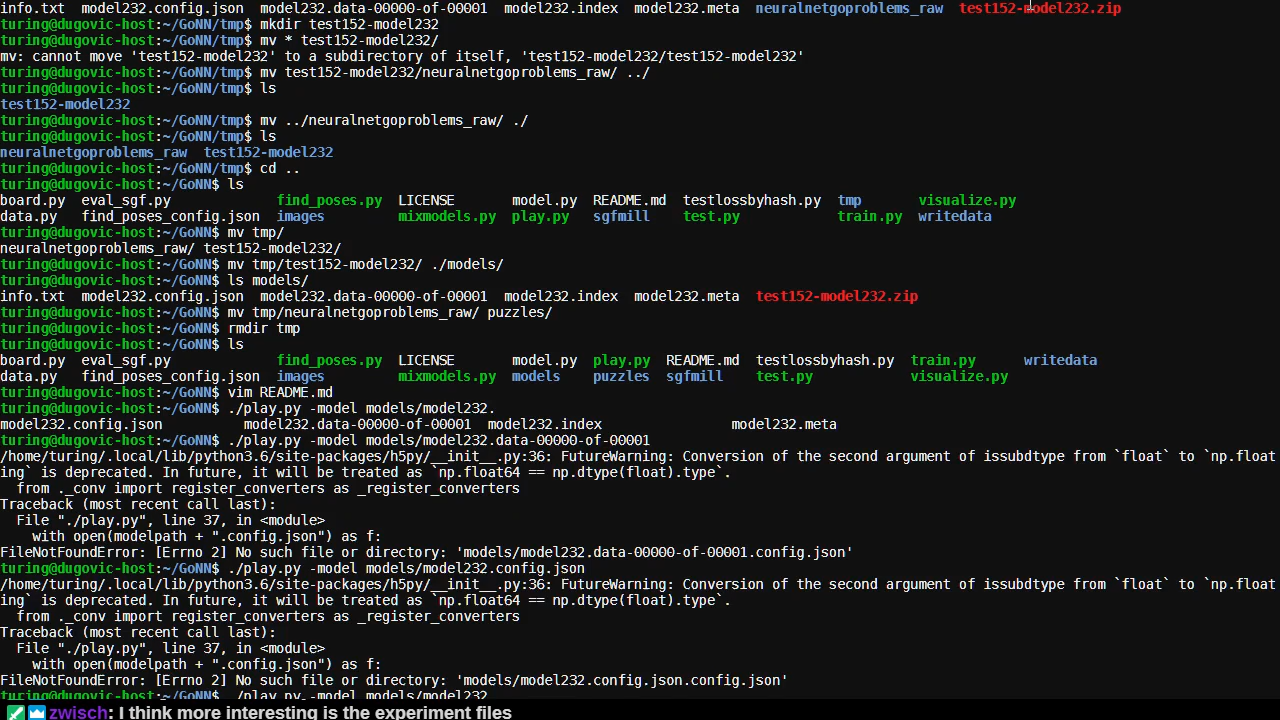 info.txt  model232.config.json  model232.data-00000-of-00001  model232.index  model232.meta  neuralnetgoproblems_raw  test152-model232.zip
turing@dugovic-host:~/GoNN/tmp$ mkdir test152-model232
turing@dugovic-host:~/GoNN/tmp$ mv * test152-model232/
mv: cannot move 'test152-model232' to a subdirectory of itself, 'test152-model232/test152-model232'
turing@dugovic-host:~/GoNN/tmp$ mv test152-model232/neuralnetgoproblems_raw/ ../
turing@dugovic-host:~/GoNN/tmp$ ls
test152-model232
turing@dugovic-host:~/GoNN/tmp$ mv ../neuralnetgoproblems_raw/ ./
turing@dugovic-host:~/GoNN/tmp$ ls
neuralnetgoproblems_raw  test152-model232
turing@dugovic-host:~/GoNN/tmp$ cd ..
turing@dugovic-host:~/GoNN$ ls
board.py  eval_sgf.py             find_poses.py  LICENSE       model.py  README.md  testlossbyhash.py  tmp       visualize.py
data.py   find_poses_config.json  images         mixmodels.py  play.py   sgfmill    test.py            train.py  writedata
turing@dugovic-host:~/GoNN$ mv tmp/
neuralnetgoproblems_raw/ test152-model232/
turing@dugovic-host:~/GoNN$ mv tmp/test152-model232/ ./models/
turing@dugovic-host:~/GoNN$ ls models/
info.txt  model232.config.json  model232.data-00000-of-00001  model232.index  model232.meta  test152-model232.zip
turing@dugovic-host:~/GoNN$ mv tmp/neuralnetgoproblems_raw/ puzzles/
turing@dugovic-host:~/GoNN$ rmdir tmp
turing@dugovic-host:~/GoNN$ ls
board.py  eval_sgf.py             find_poses.py  LICENSE       model.py  play.py  README.md  testlossbyhash.py  train.py      writedata
data.py   find_poses_config.json  images         mixmodels.py  models    puzzles  sgfmill    test.py            visualize.py
turing@dugovic-host:~/GoNN$ vim README.md
turing@dugovic-host:~/GoNN$ ./play.py -model models/model232.
model232.config.json          model232.data-00000-of-00001  model232.index                model232.meta
turing@dugovic-host:~/GoNN$ ./play.py -model models/model232.data-00000-of-00001
/home/turing/.local/lib/python3.6/site-packages/h5py/__init__.py:36: FutureWarning: Conversion of the second argument of issubdtype from `float` to `np.float
ing` is deprecated. In future, it will be treated as `np.float64 == np.dtype(float).type`.
  from ._conv import register_converters as _register_converters
Traceback (most recent call last):
  File "./play.py", line 37, in <module>
    with open(modelpath + ".config.json") as f:
FileNotFoundError: [Errno 2] No such file or directory: 'models/model232.data-00000-of-00001.config.json'
turing@dugovic-host:~/GoNN$ ./play.py -model models/model232.config.json
/home/turing/.local/lib/python3.6/site-packages/h5py/__init__.py:36: FutureWarning: Conversion of the second argument of issubdtype from `float` to `np.float
ing` is deprecated. In future, it will be treated as `np.float64 == np.dtype(float).type`.
  from ._conv import register_converters as _register_converters
Traceback (most recent call last):
  File "./play.py", line 37, in <module>
    with open(modelpath + ".config.json") as f:
FileNotFoundError: [Errno 2] No such file or directory: 'models/model232.config.json.config.json'
turing@dugovic-host:~/GoNN$ ./play.py -model models/model232
zwisch: I think more interesting is the experiment files